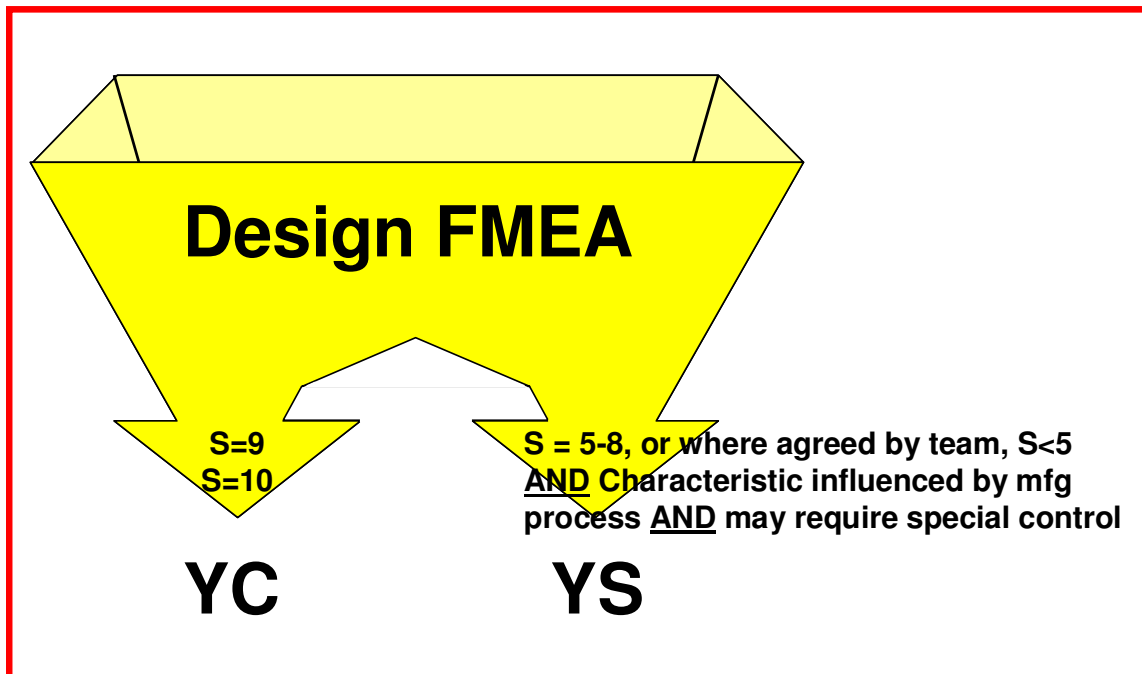 Design FMEA
S=9
S=10
S = 5-8, or where agreed by team, S<5
AND Characteristic influenced by mfg
process AND may require special control
YC
YS